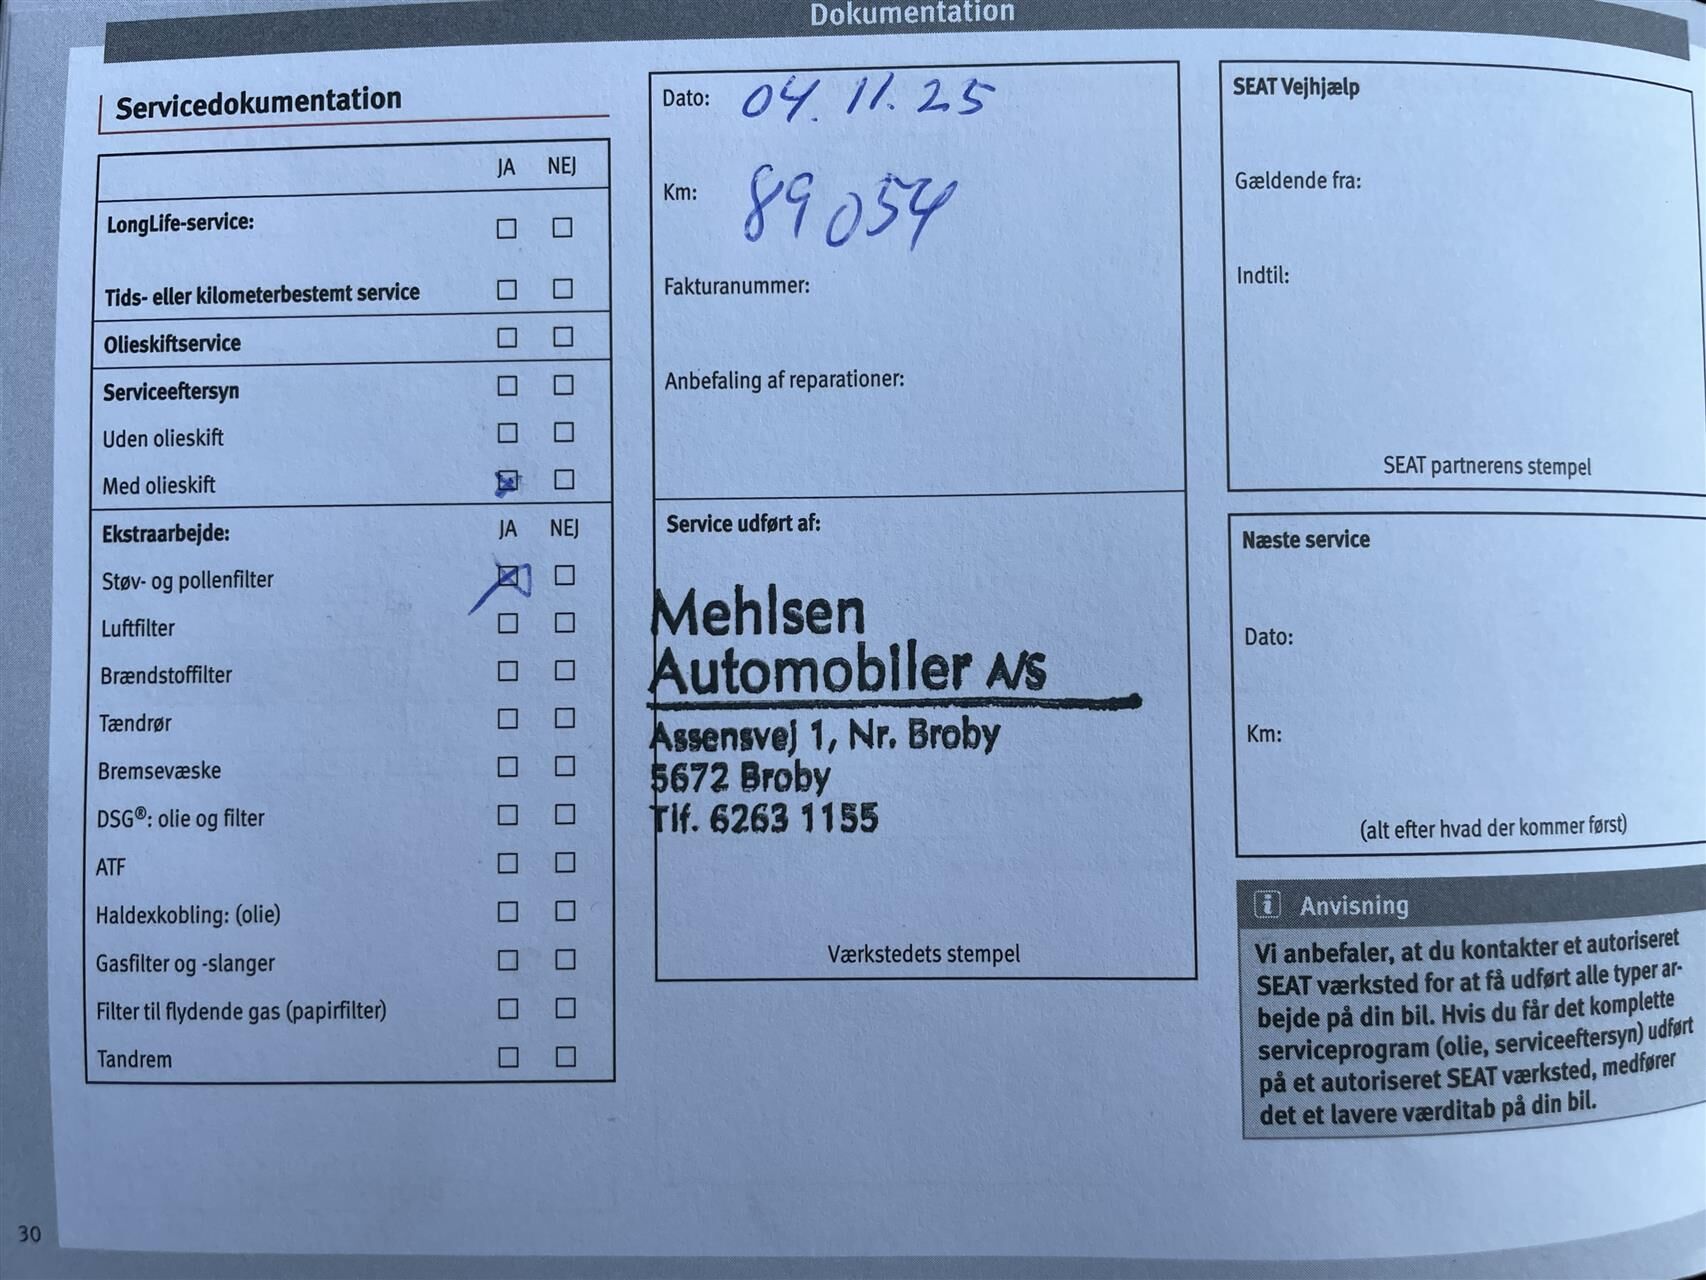 Dokumentation
Servicedokumentation
JA NEJ
LongLife-service:
Tids- eller kilometerbestemt service
Olieskiftservice
Serviceeftersyn
Uden olieskift
Med olieskift
Ekstraarbejde: JA NEJ
Støv- og pollenfilter
Luftfilter
Brændstoffilter
Tændrør
Bremsevæske
DSG®: olie og filter
ATF
Haldexkobling: (olie)
Gasfilter og -slanger
Filter til flydende gas (papirfilter)
Tandrem
Dato: 04.11.25
Km: 89054
Fakturanummer:
Anbefaling af reparationer:
Service udført af:
Mehlsen
Automobiler A/S
Assensvej 1, Nr. Broby
5672 Broby
Tlf. 6263 1155
Værkstedets stempel
SEAT Vejhjælp
Gældende fra:
Indtil:
SEAT partnerens stempel
Næste service
Dato:
Km:
(alt efter hvad der kommer først)
i Anvisning
Vi anbefaler, at du kontakter et autoriseret
SEAT værksted for at få udført alle typer ar-
bejde på din bil. Hvis du får det komplette
serviceprogram (olie, serviceeftersyn) udført
på et autoriseret SEAT værksted, medfører
det et lavere værditab på din bil.
30